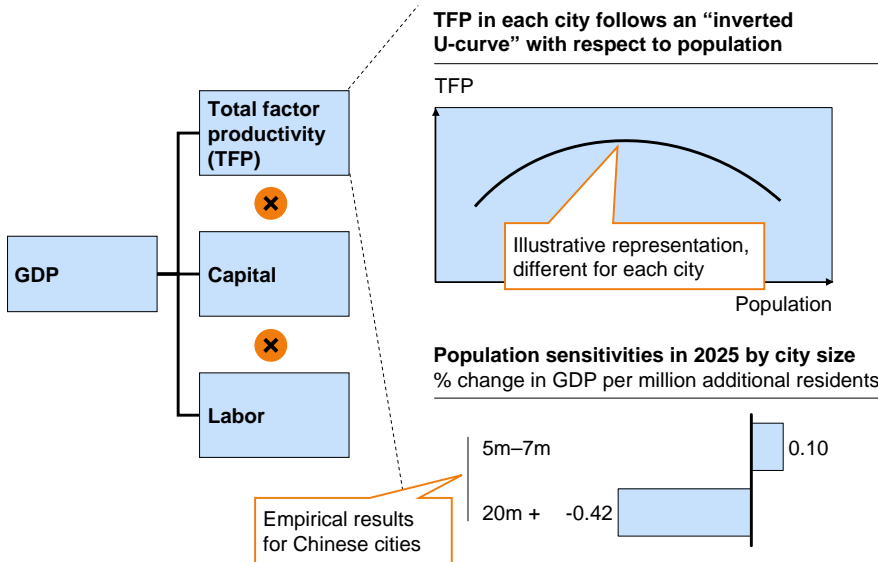 GDP
Total factor
productivity
(TFP)
Capital
Labor
TFP in each city follows an “inverted
U-curve” with respect to population
TFP
Illustrative representation,
different for each city
Population
Population sensitivities in 2025 by city size
% change in GDP per million additional residents
5m–7m
0.10
20m +
-0.42
Empirical results
for Chinese cities